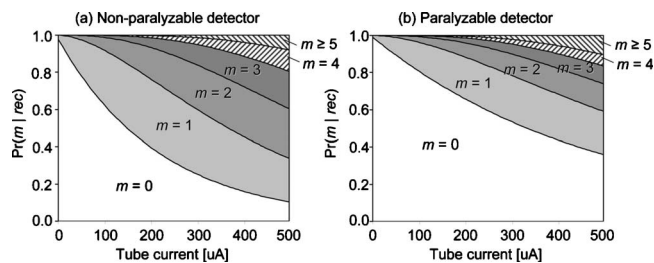 (a) Non-paralyzable detector
(b) Paralyzable detector
Pr(m | rec)
1.0
0.8
0.6
0.4
0.2
0.0
0 100 200 300 400 500
Tube current [uA]
m = 0
m = 1
m = 2
m = 3
m = 4
m ≥ 5
Pr(m | rec)
1.0
0.8
0.6
0.4
0.2
0.0
0 100 200 300 400 500
Tube current [uA]
m = 0
m = 1
m = 2
m = 3
m = 4
m ≥ 5